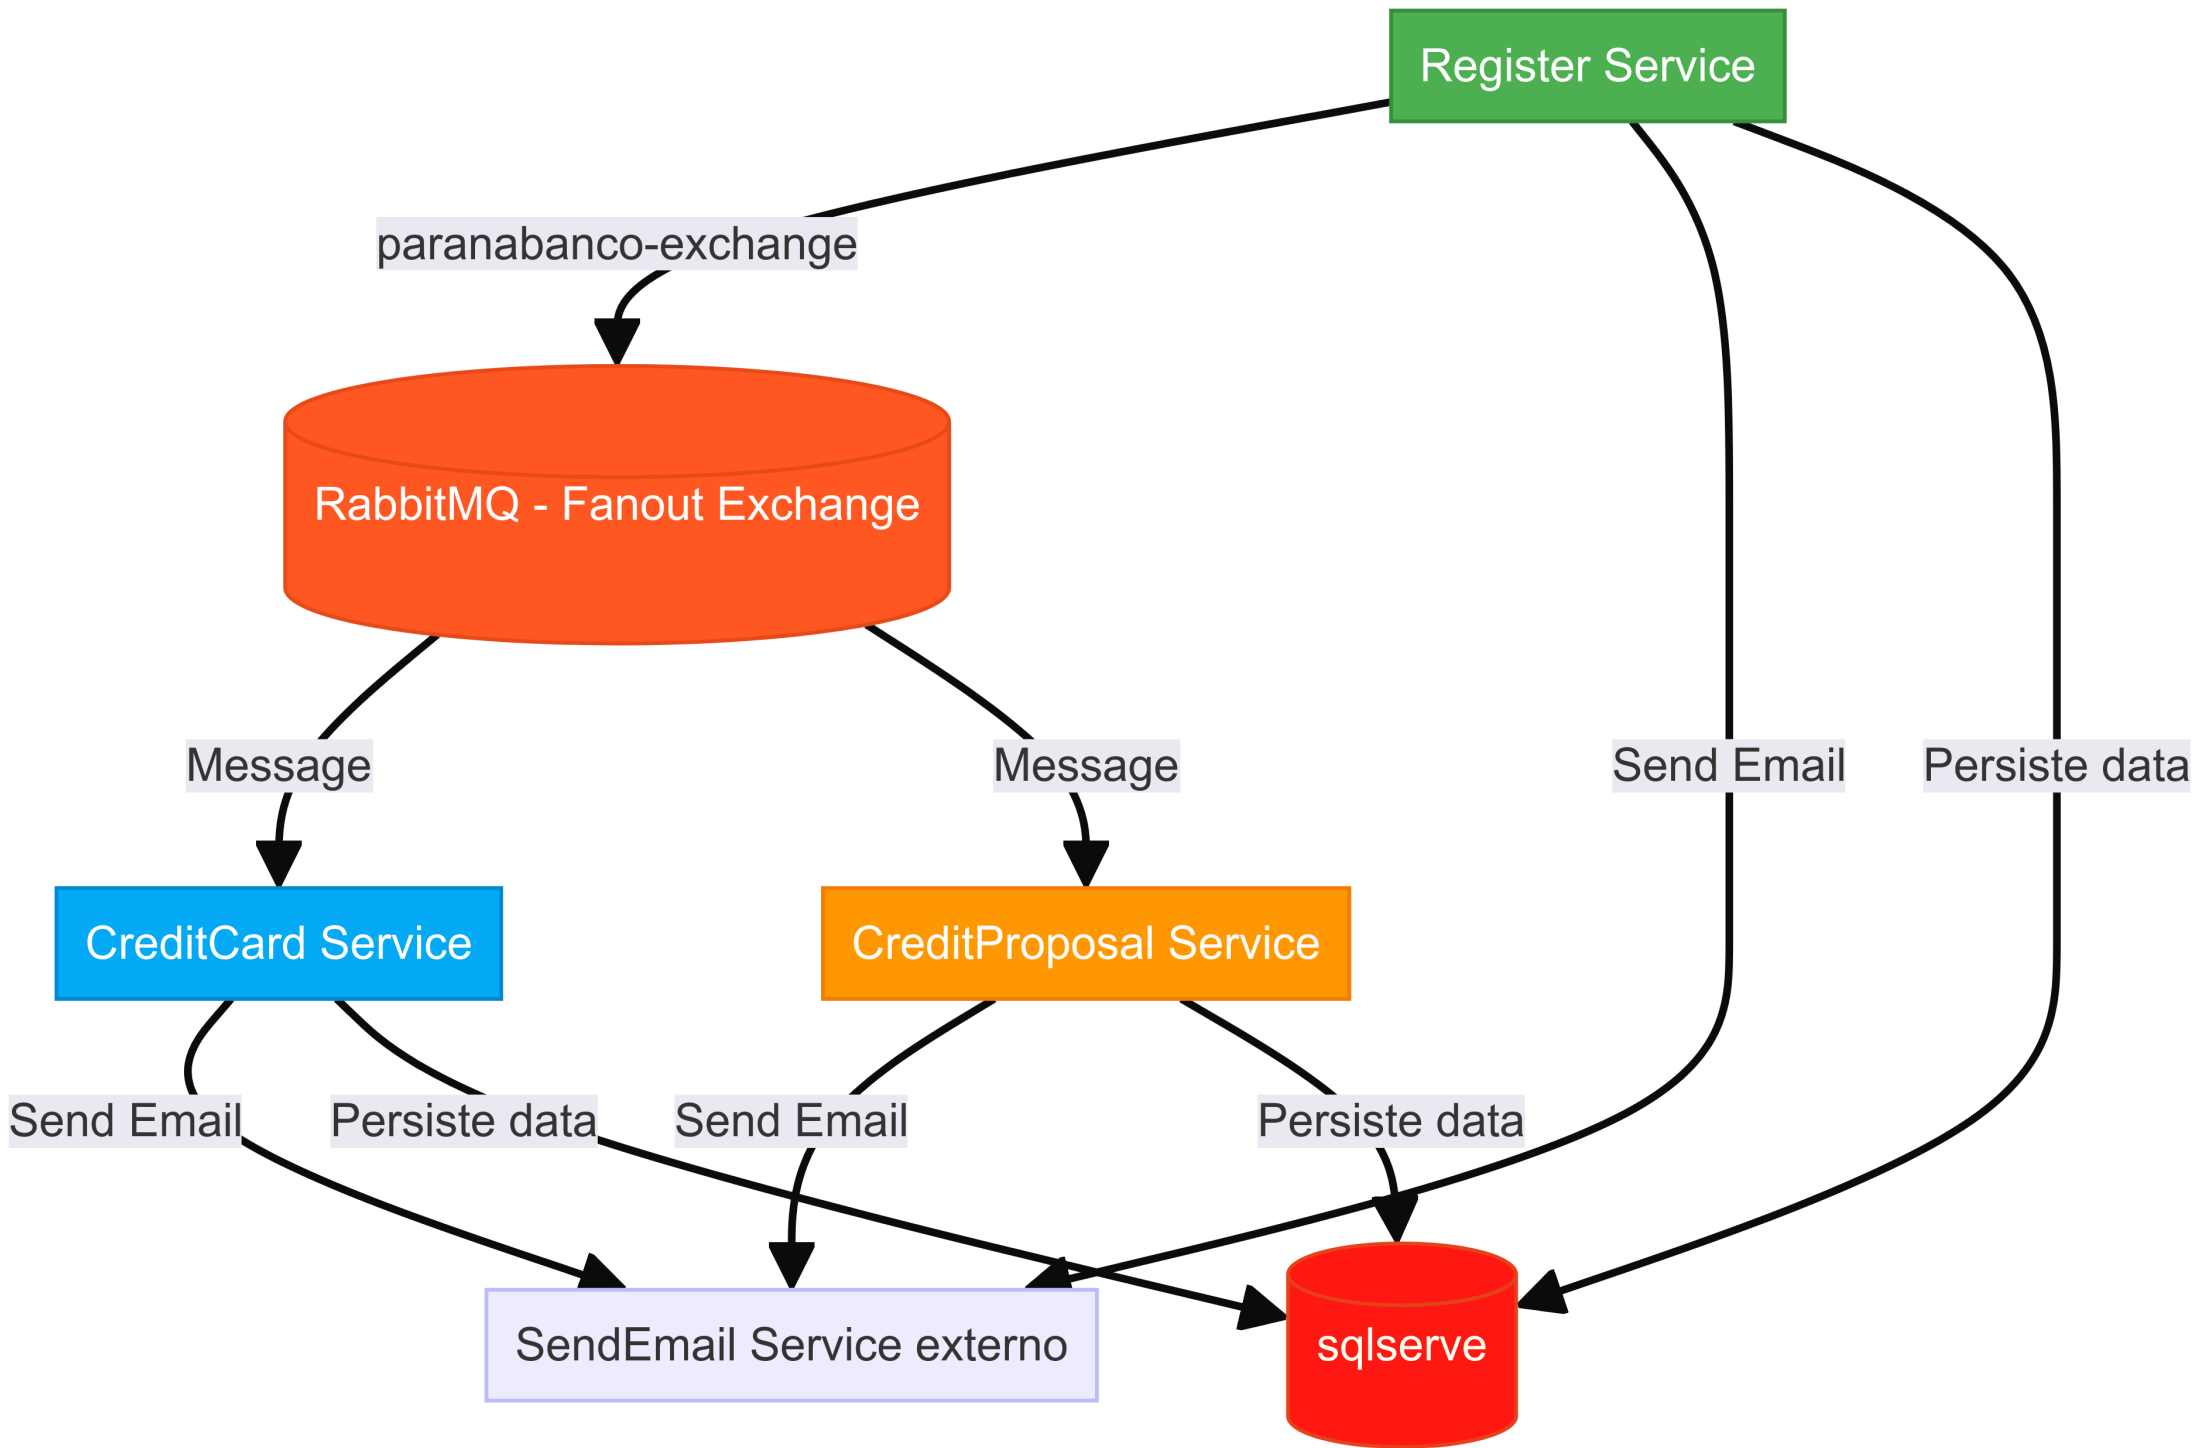 Register Service
paranabanco-exchange
RabbitMQ - Fanout Exchange
Message
Message
Send Email
Persiste data
CreditCard Service
CreditProposal Service
Send Email
Persiste data
Send Email
Persiste data
SendEmail Service externo
sqlserve